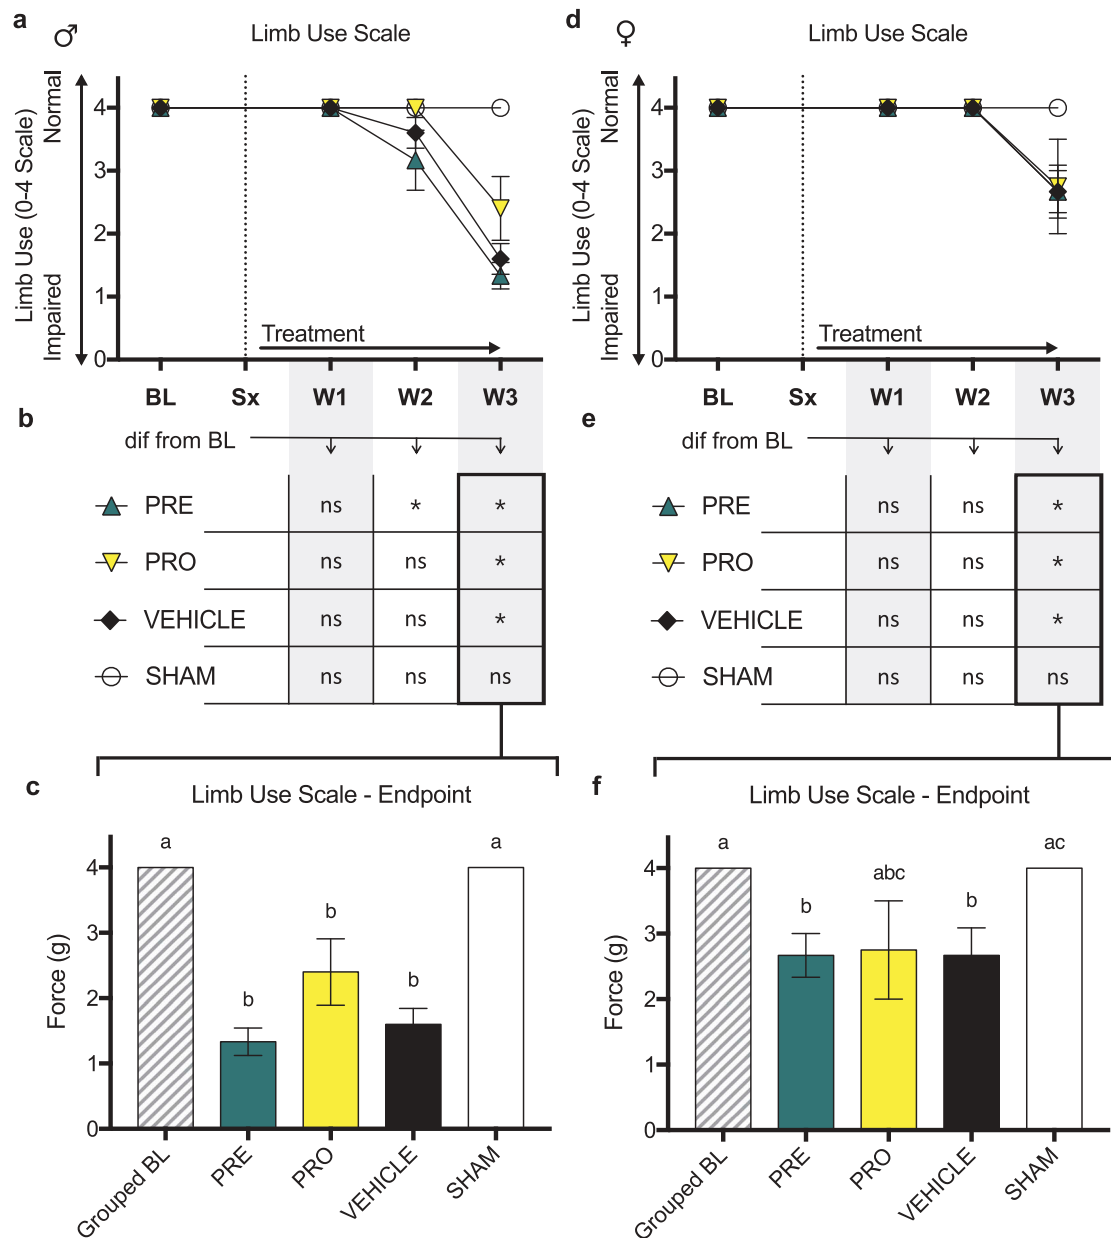 a
♂
Limb Use Scale
Normal
Impaired
Limb Use (0-4 Scale)
4
3
2
1
0
Treatment
BL Sx W1 W2 W3
b
dif from BL
PRE ns * *
PRO ns ns *
VEHICLE ns ns *
SHAM ns ns ns
c
Limb Use Scale - Endpoint
Force (g)
4
3
2
1
0
a b b b a
Grouped BL
PRE
PRO
VEHICLE
SHAM
d
♀
Limb Use Scale
Normal
Impaired
Limb Use (0-4 Scale)
4
3
2
1
0
Treatment
BL Sx W1 W2 W3
e
dif from BL
PRE ns ns *
PRO ns ns *
VEHICLE ns ns *
SHAM ns ns ns
f
Limb Use Scale - Endpoint
Force (g)
4
3
2
1
0
a b abc b ac
Grouped BL
PRE
PRO
VEHICLE
SHAM